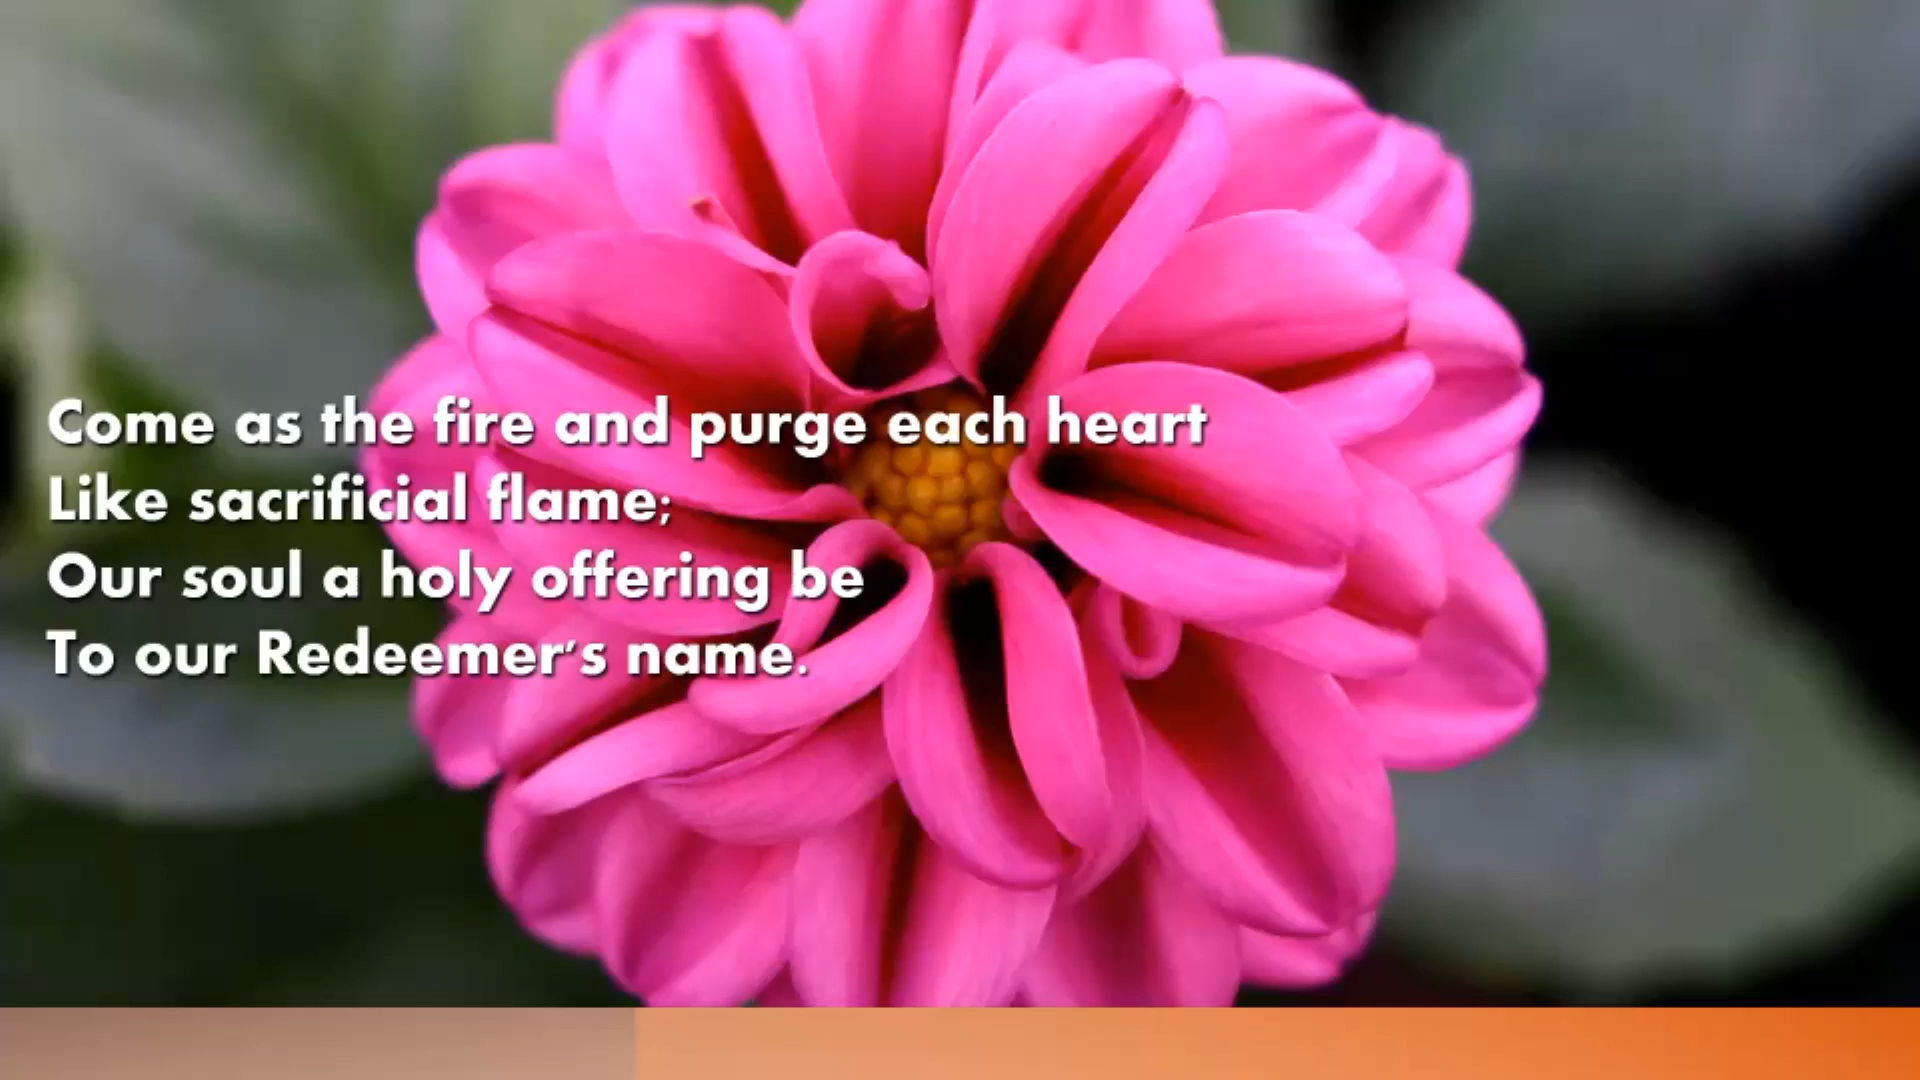 Come as the fire and purge each heart
Like sacrificial flame;
Our soul a holy offering be
To our Redeemer's name.